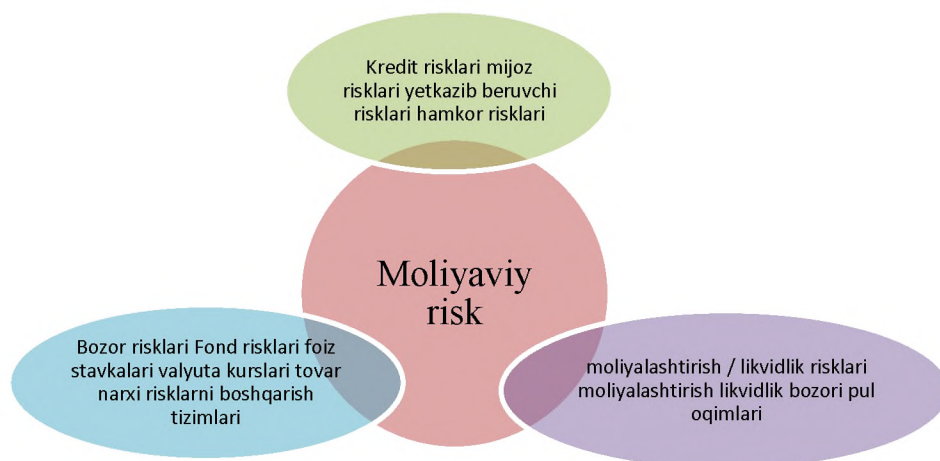 Kredit risklari mijoz
risklari yetkazib beruvchi
risklari hamkor risklari
Moliyaviy
risk
Bozor risklari Fond risklari foiz
stavkalari valyuta kurslari tovar
narxi risklarni boshqarish
tizimlari
moliyalashtirish / likvidlik risklari
moliyalashtirish likvidlik bozori pul
oqimlari